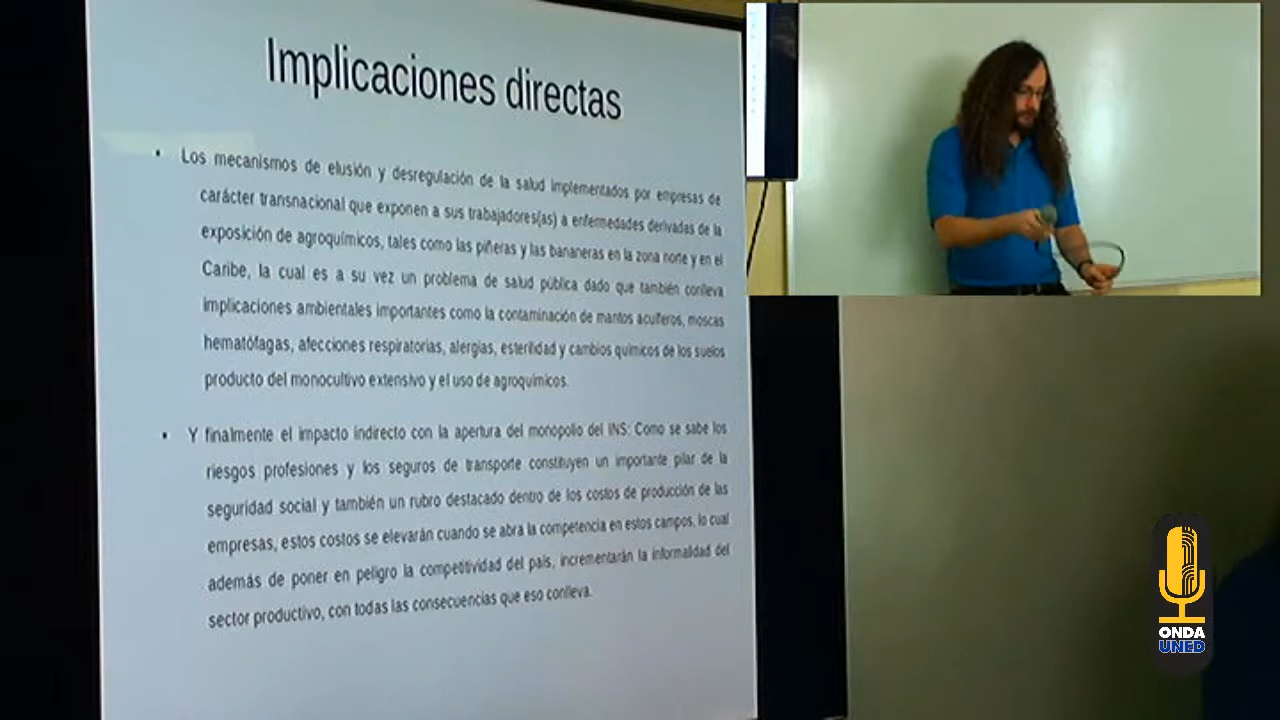 Implicaciones directas
• Los mecanismos de elusión y desregulación de la salud implementados por empresas de
carácter transnacional que exponen a sus trabajadores(as) a enfermedades derivadas de la
exposición de agroquímicos, tales como las piñeras y las bananeras en la zona norte y en el
Caribe, la cual es a su vez un problema de salud pública dado que también conlleva
implicaciones ambientales importantes como la contaminación de mantos acuíferos, moscas
hematófagas, afecciones respiratorias, alergias, esterilidad y cambios químicos de los suelos
producto del monocultivo extensivo y el uso de agroquímicos.
• Y finalmente el impacto indirecto con la apertura del monopolio del INS: Como se sabe los
riesgos profesiones y los seguros de transporte constituyen un importante pilar de la
seguridad social y también un rubro destacado dentro de los costos de producción de las
empresas, estos costos se elevarán cuando se abra la competencia en estos campos, lo cual
además de poner en peligro la competitividad del país, incrementarán la informalidad del
sector productivo, con todas las consecuencias que eso conlleva.
ONDA
UNED